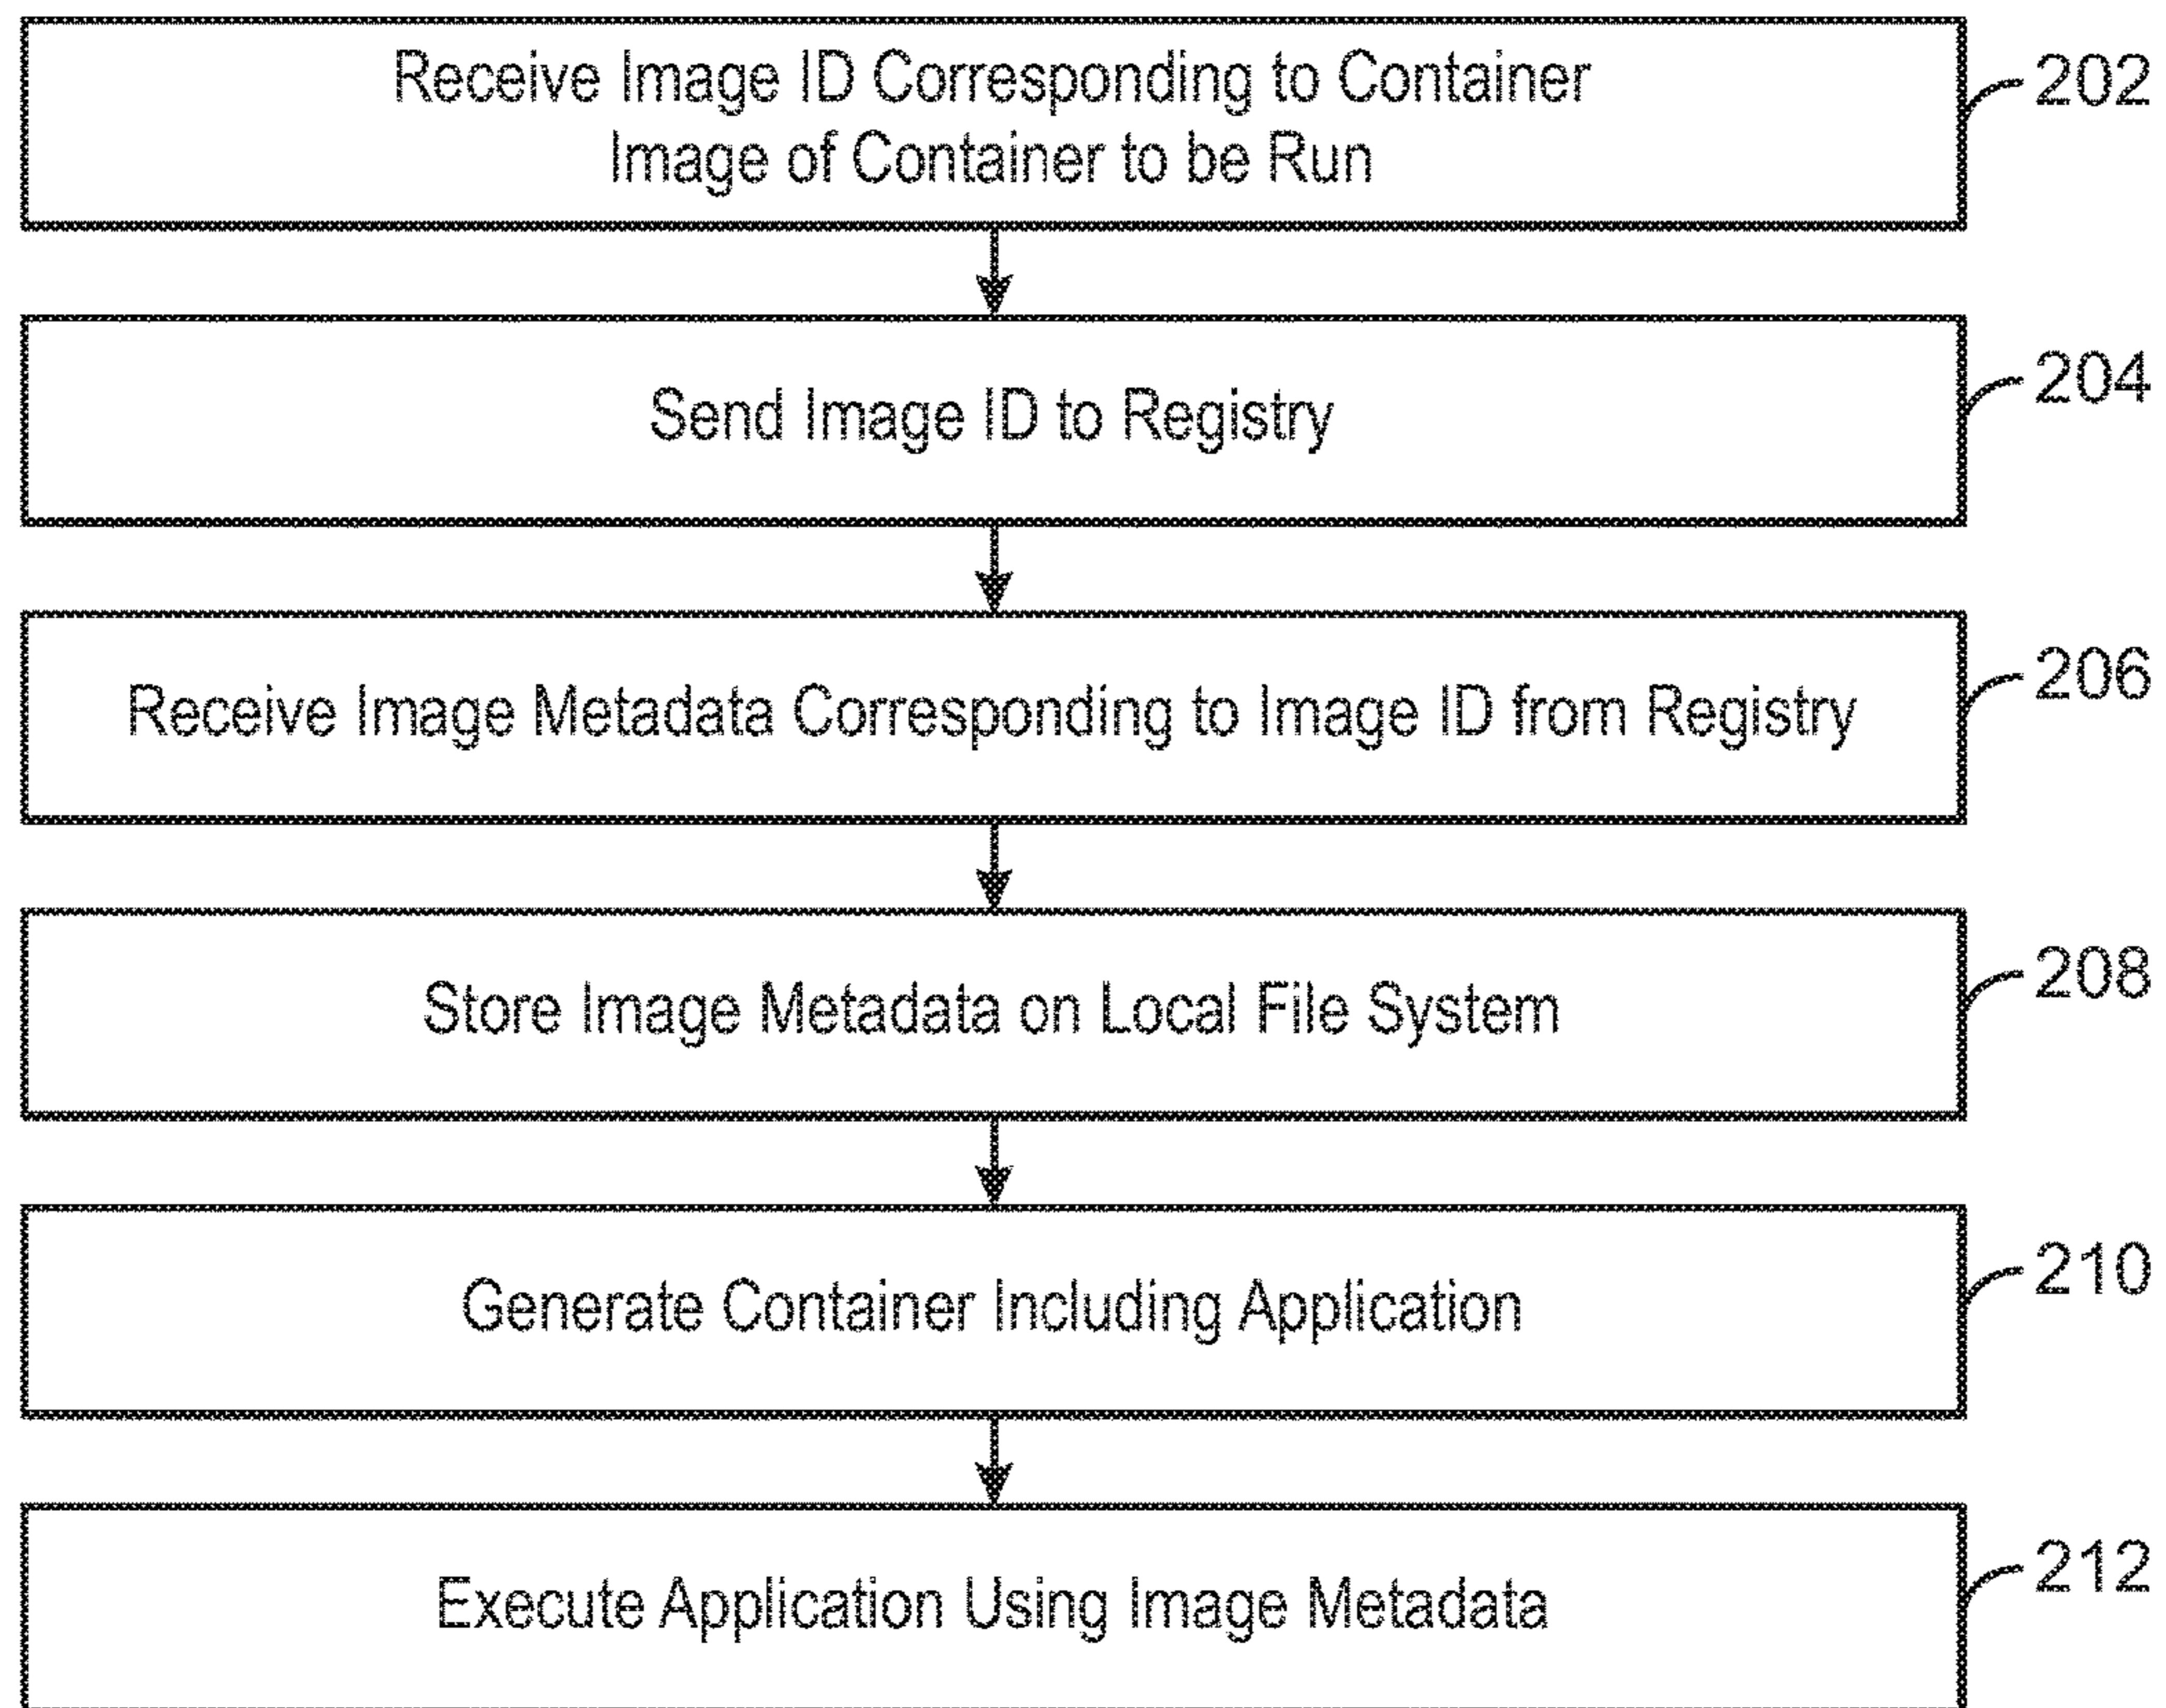 Receive Image ID Corresponding to Container
Image of Container to be Run
202
Send Image ID to Registry
204
Receive Image Metadata Corresponding to Image ID from Registry
206
Store Image Metadata on Local File System
208
Generate Container Including Application
210
Execute Application Using Image Metadata
212